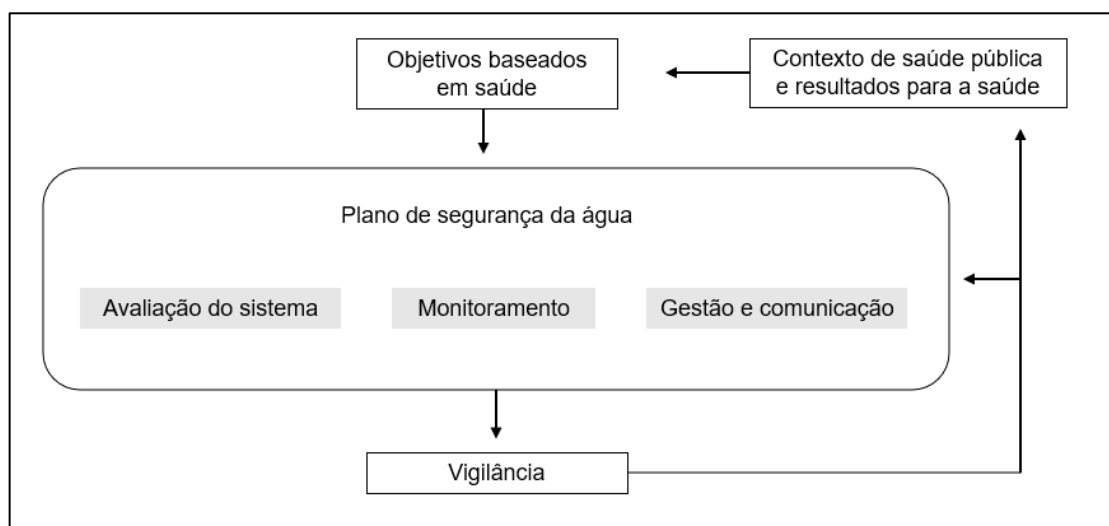 Objetivos baseados
em saúde
Contexto de saúde pública
e resultados para a saúde
Plano de segurança da água
Avaliação do sistema
Monitoramento
Gestão e comunicação
Vigilância